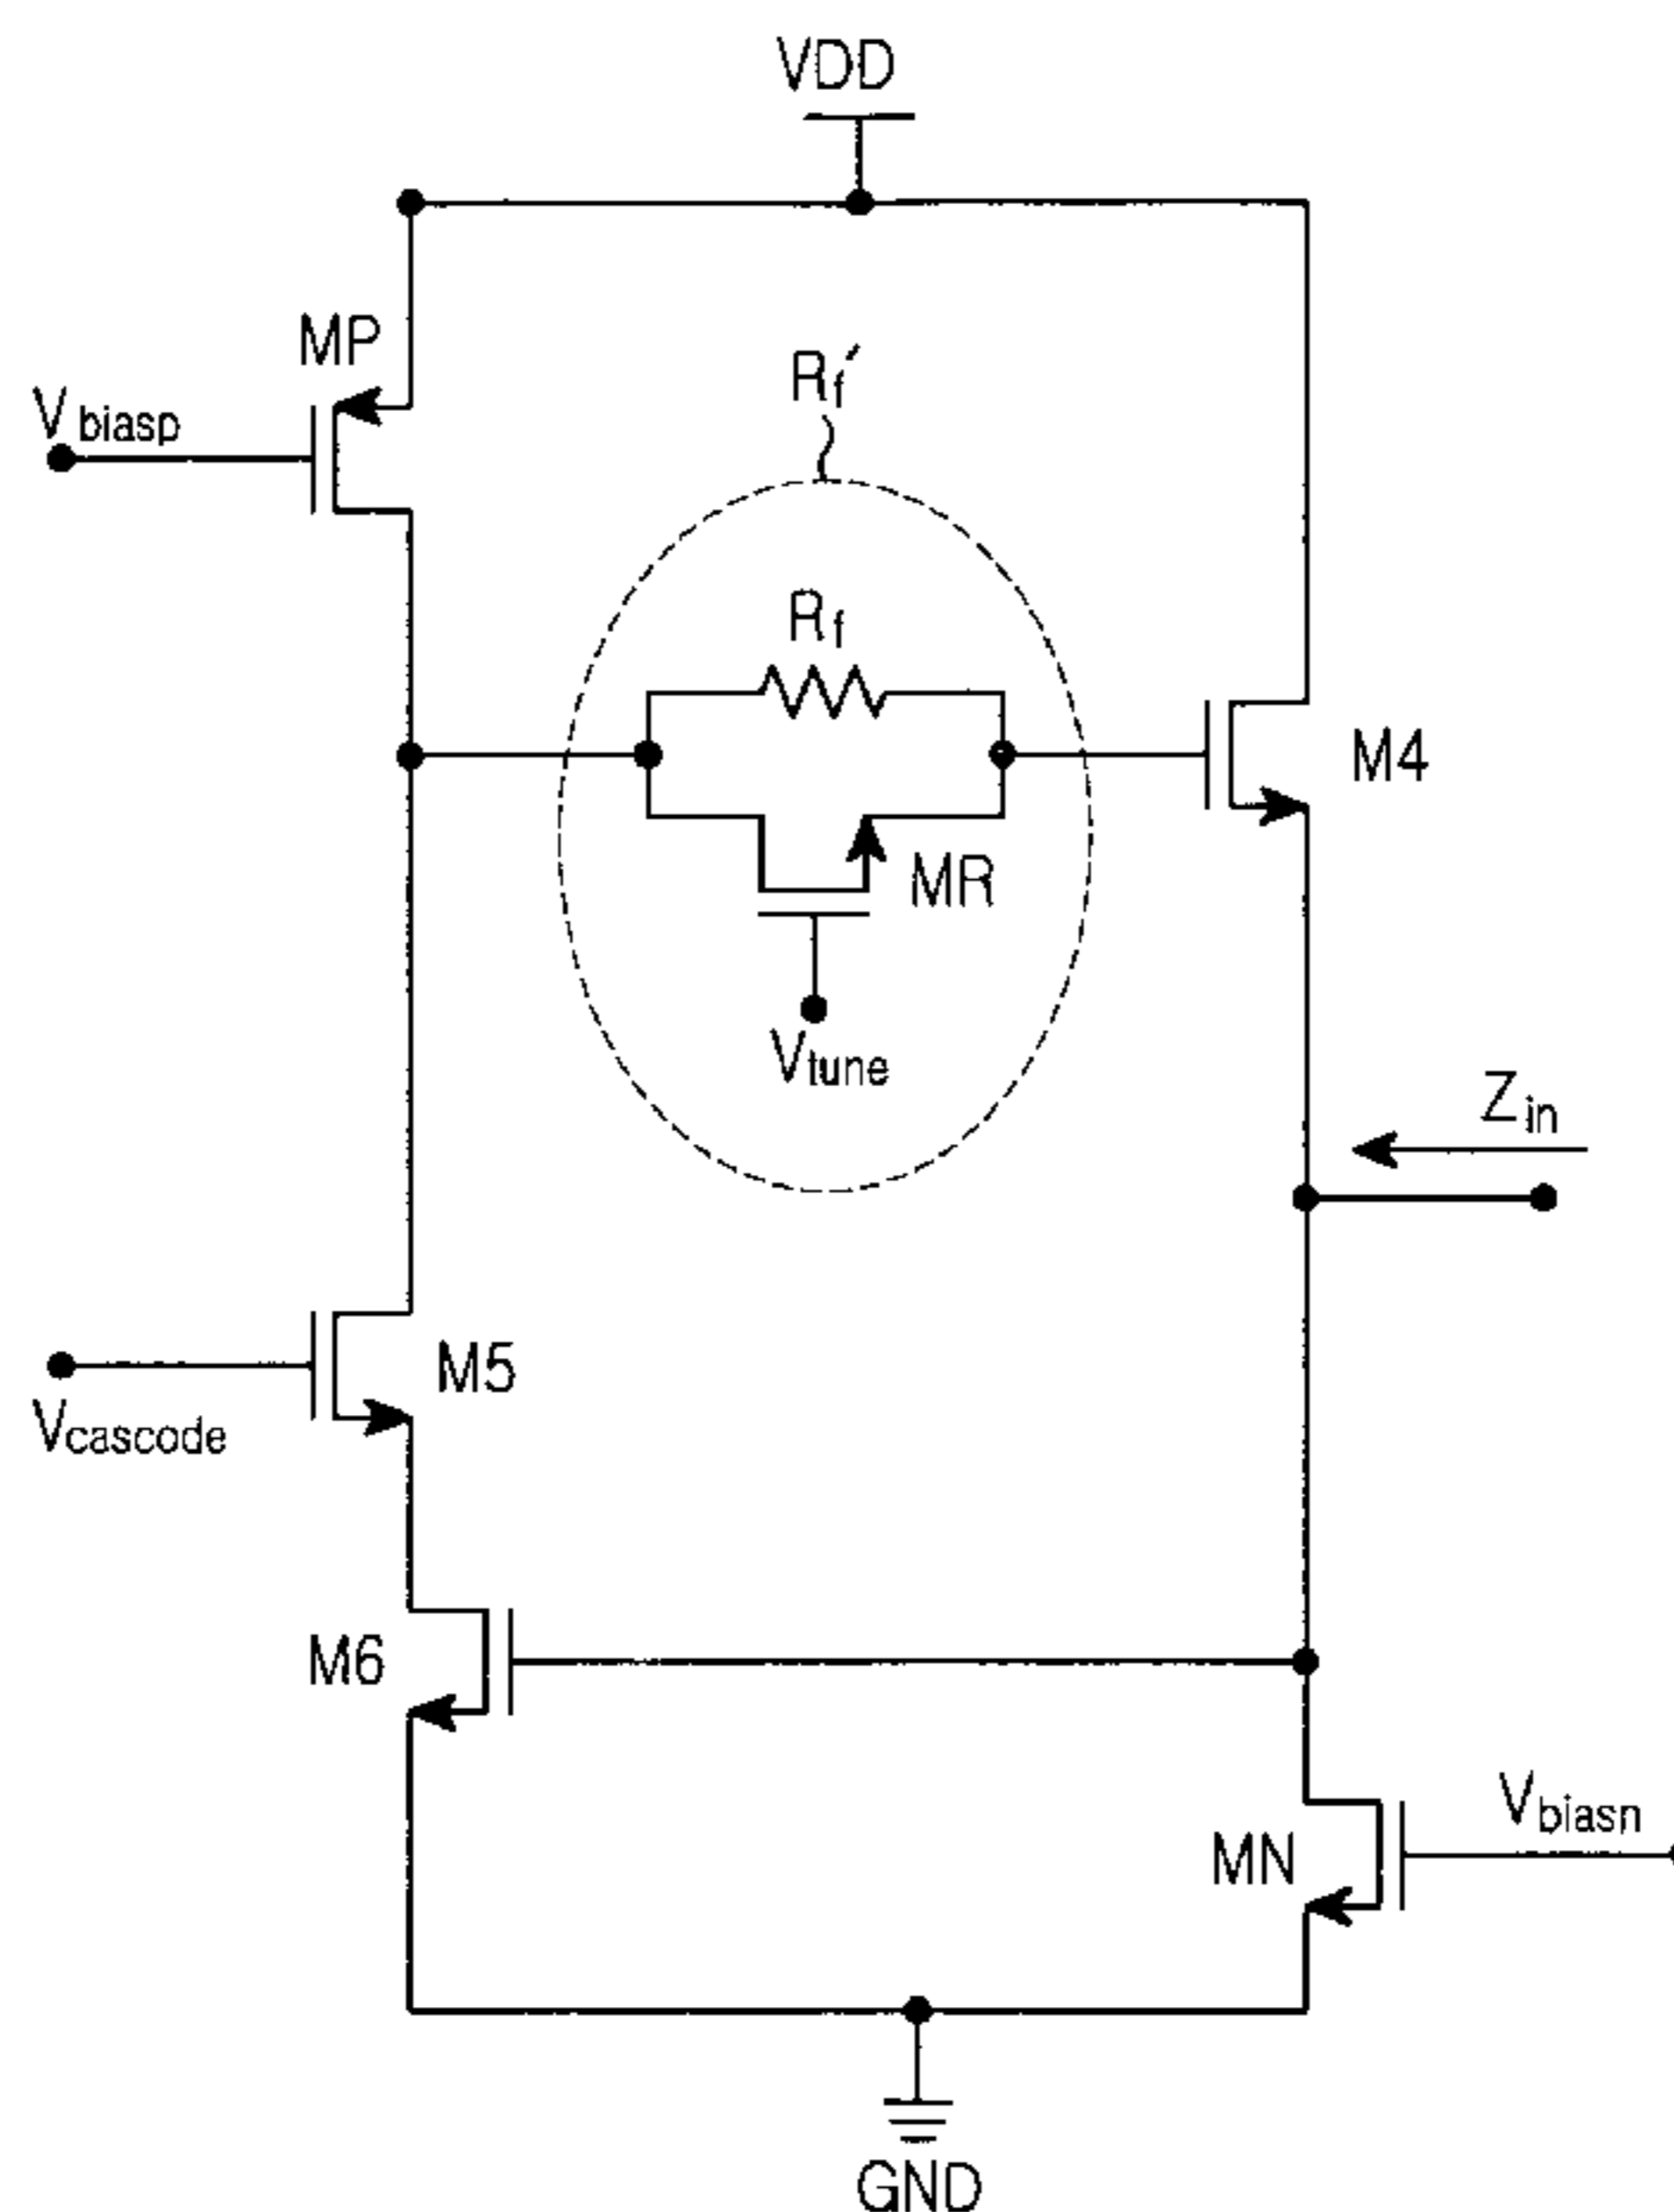 VDD
MP
Vbiasp
Rf′
Rf
M4
MR
Vtune
Zin
M5
Vcascode
M6
Vbiasn
MN
GND